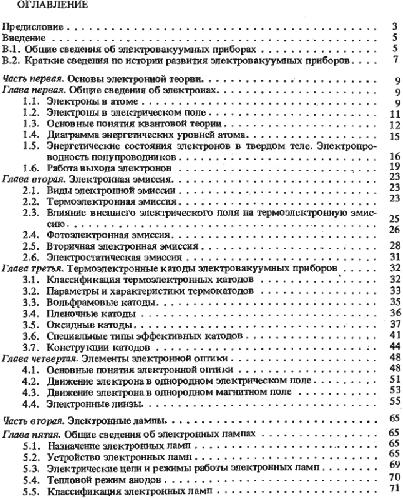 ОГЛАВЛЕНИЕ
Предисловие . . . 3
Введение . . . 5
В.1. Общие сведения об электровакуумных приборах . . . 5
В.2. Краткие сведения по истории развития электровакуумных приборов . . . 7
Часть первая. Основы электронной теории. . . . 9
Глава первая. Общие сведения об электронах. . . . 9
1.1. Электроны в атоме . . . 9
1.2. Электроны в электрическом поле . . . 11
1.3. Основные понятия квантовой теории . . . 12
1.4. Диаграмма энергетических уровней атома. . . . 15
1.5. Энергетические состояния электронов в твердом теле. Электропро-
водность полупроводников . . . 16
1.6. Работа выхода электронов . . . 19
Глава вторая. Электронная эмиссия. . . . 23
2.1. Виды электронной эмиссии . . . 23
2.2. Термоэлектронная эмиссия . . . 23
2.3. Влияние внешнего электрического поля на термоэлектронную эмис-
сию . . . 25
2.4. Фотоэлектронная эмиссия. . . . 26
2.5. Вторичная электронная эмиссия . . . 28
2.6. Электростатическая эмиссия . . . 31
Глава третья. Термоэлектронные катоды электровакуумных приборов . . . 32
3.1. Классификация термоэлектронных катодов . . . 32
3.2. Параметры и характеристики термокатодов . . . 33
3.3. Вольфрамовые катоды. . . . 35
3.4. Пленочные катоды . . . 36
3.5. Оксидные катоды. . . . 37
3.6. Специальные типы эффективных катодов . . . 41
3.7. Конструкции катодов . . . 44
Глава четвертая. Элементы электронной оптики . . . 48
4.1. Основные понятия электронной оптики . . . 48
4.2. Движение электрона в однородном электрическом поле . . . 51
4.3. Движение электрона в однородном магнитном поле . . . 53
4.4. Электронные линзы. . . . 55
Часть вторая. Электронные лампы. . . . 65
Глава пятая. Общие сведения об электронных лампах . . . 65
5.1. Назначение электронных ламп . . . 65
5.2. Устройство электронных ламп . . . 65
5.3. Электрические цепи и режимы работы электронных ламп . . . 69
5.4. Тепловой режим анодов . . . 70
5.5. Классификация электронных ламп . . . 71